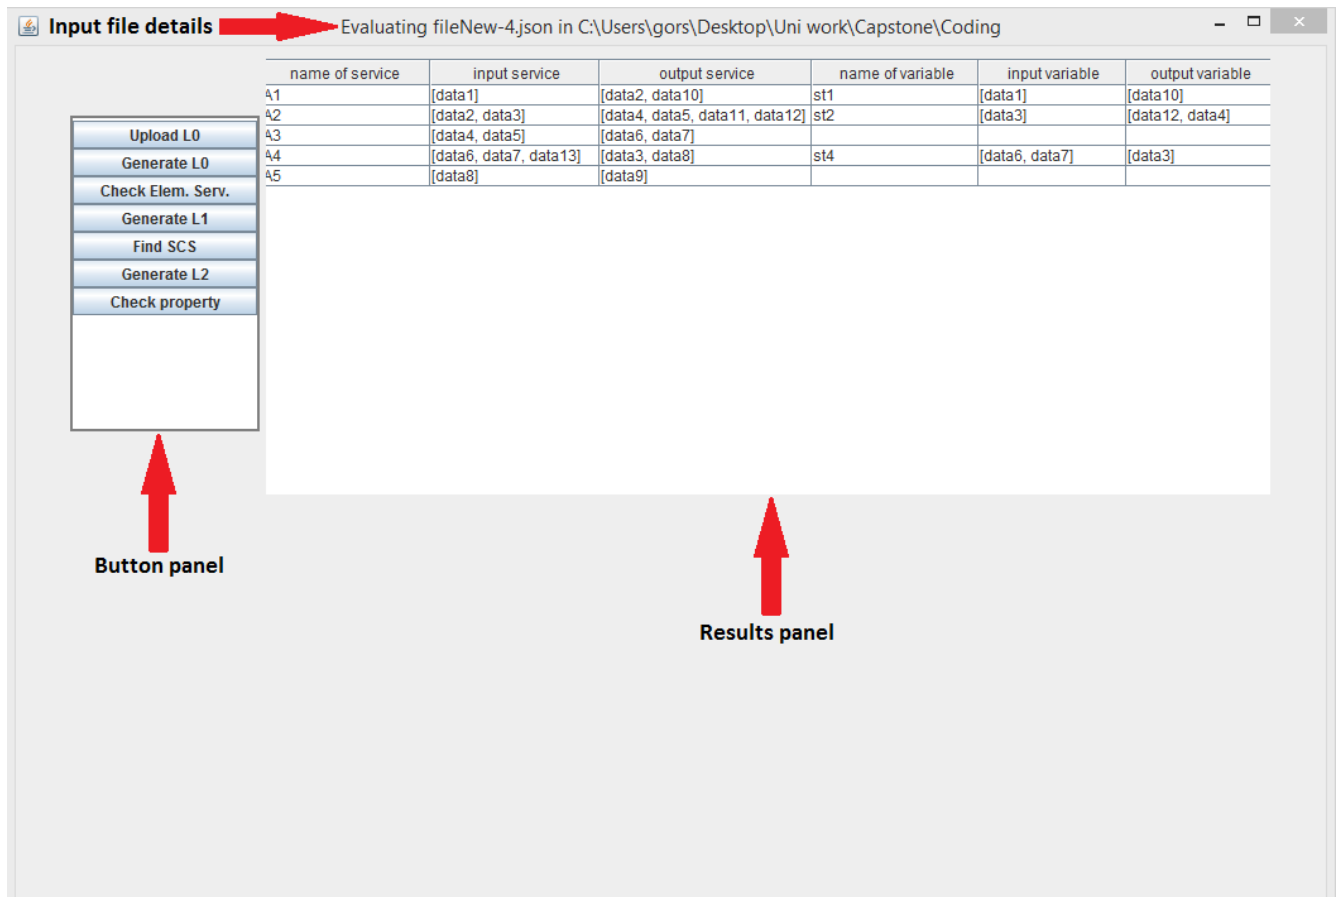 Input file details
Evaluating fileNew-4.json in C:\Users\gors\Desktop\Uni work\Capstone\Coding
name of service input service output service name of variable input variable output variable
A1 [data1] [data2, data10] st1 [data1] [data10]
A2 [data2, data3] [data4, data5, data11, data12] st2 [data3] [data12, data4]
A3 [data4, data5] [data6, data7]
A4 [data6, data7, data13] [data3, data8] st4 [data6, data7] [data3]
A5 [data8] [data9]
Upload L0
Generate L0
Check Elem. Serv.
Generate L1
Find SCS
Generate L2
Check property
Button panel
Results panel